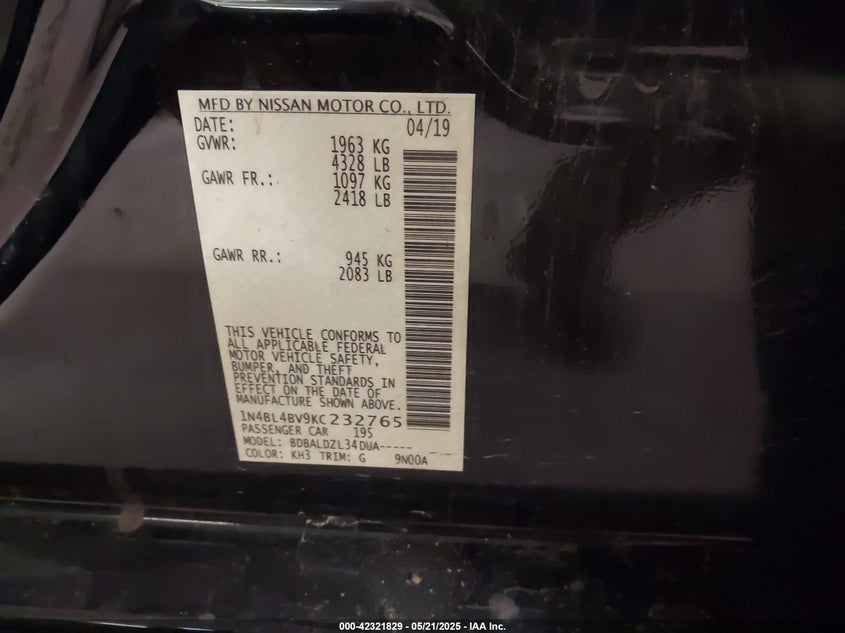 MFD BY NISSAN MOTOR CO., LTD.
DATE: 04/19
GVWR: 1963 KG
4328 LB
GAWR FR.: 1097 KG
2418 LB
GAWR RR.: 945 KG
2083 LB
THIS VEHICLE CONFORMS TO
ALL APPLICABLE FEDERAL
MOTOR VEHICLE SAFETY,
BUMPER, AND THEFT
PREVENTION STANDARDS IN
EFFECT ON THE DATE OF
MANUFACTURE SHOWN ABOVE.
1N4BL4BV9KC232765
PASSENGER CAR 195
MODEL: BDBALDZL34DUA-----
COLOR: KH3 TRIM: G 9N00A
000-42321829 - 05/21/2025 - IAA Inc.